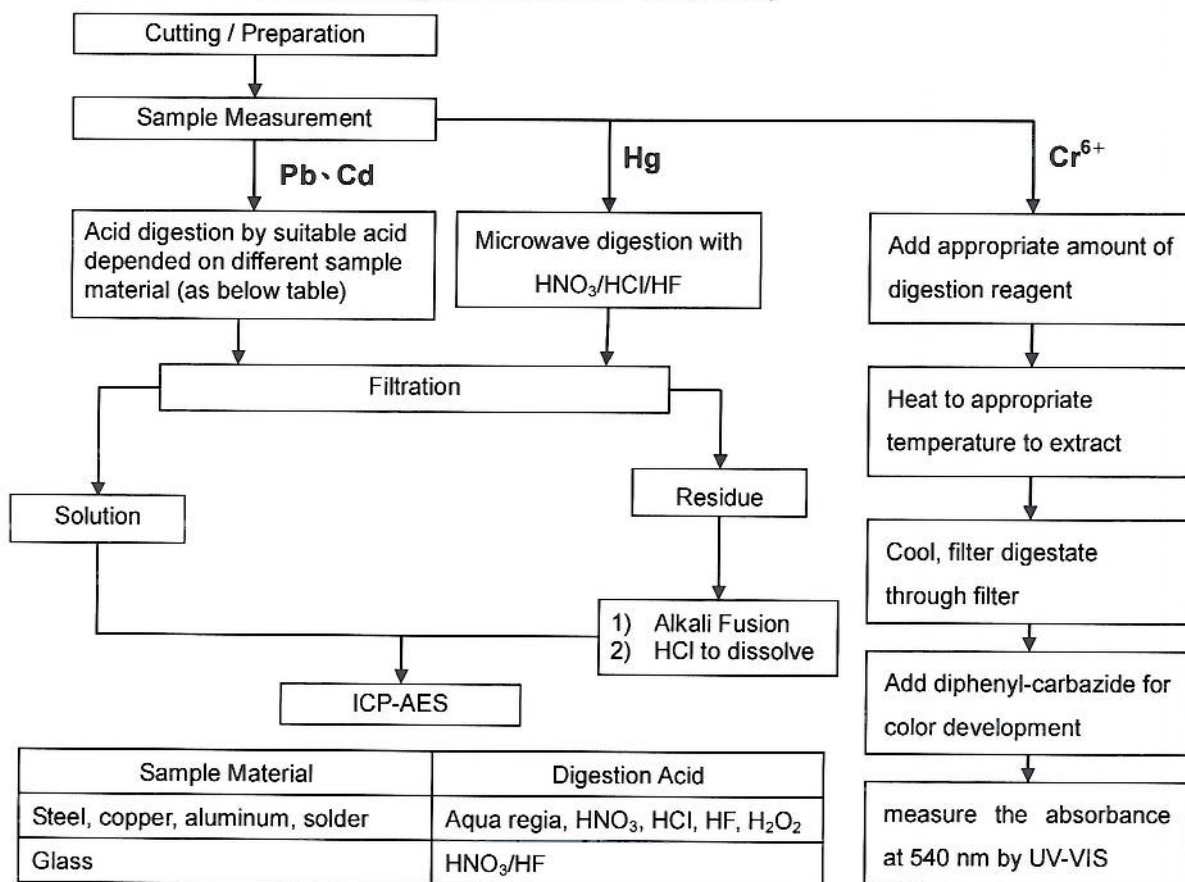 Cutting / Preparation
Sample Measurement
Pb、Cd
Hg
Cr⁶⁺
Acid digestion by suitable acid
depended on different sample
material (as below table)
Microwave digestion with
HNO₃/HCl/HF
Add appropriate amount of
digestion reagent
Filtration
Heat to appropriate
temperature to extract
Solution
Residue
Cool, filter digestate
through filter
1) Alkali Fusion
2) HCl to dissolve
ICP-AES
Add diphenyl-carbazide for
color development
measure the absorbance
at 540 nm by UV-VIS
Sample Material Digestion Acid
Steel, copper, aluminum, solder Aqua regia, HNO₃, HCl, HF, H₂O₂
Glass HNO₃/HF